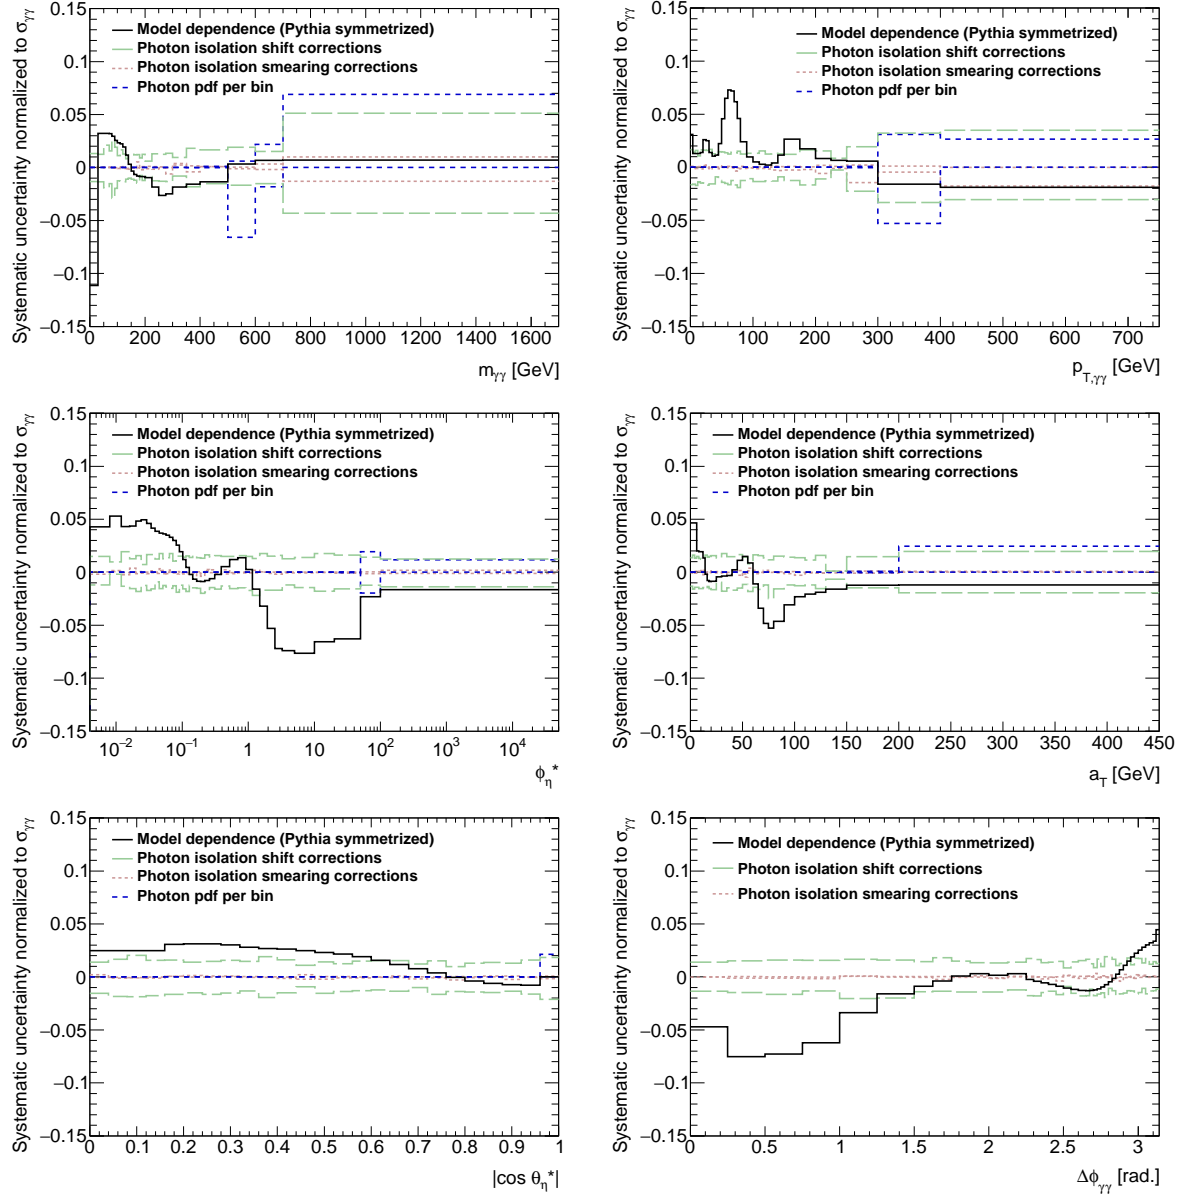 Systematic uncertainty normalized to σγγ
0.15
0.1
0.05
0
−0.05
−0.1
−0.15
Model dependence (Pythia symmetrized)
Photon isolation shift corrections
Photon isolation smearing corrections
Photon pdf per bin
0 200 400 600 800 1000 1200 1400 1600
mγγ [GeV]
Systematic uncertainty normalized to σγγ
0.15
0.1
0.05
0
−0.05
−0.1
−0.15
Model dependence (Pythia symmetrized)
Photon isolation shift corrections
Photon isolation smearing corrections
Photon pdf per bin
0 100 200 300 400 500 600 700
pT,γγ [GeV]
Systematic uncertainty normalized to σγγ
0.15
0.1
0.05
0
−0.05
−0.1
−0.15
Model dependence (Pythia symmetrized)
Photon isolation shift corrections
Photon isolation smearing corrections
Photon pdf per bin
10−2 10−1 1 10 102 103 104
ϕη*
Systematic uncertainty normalized to σγγ
0.15
0.1
0.05
0
−0.05
−0.1
−0.15
Model dependence (Pythia symmetrized)
Photon isolation shift corrections
Photon isolation smearing corrections
Photon pdf per bin
0 50 100 150 200 250 300 350 400 450
aT [GeV]
Systematic uncertainty normalized to σγγ
0.15
0.1
0.05
0
−0.05
−0.1
−0.15
Model dependence (Pythia symmetrized)
Photon isolation shift corrections
Photon isolation smearing corrections
Photon pdf per bin
0 0.1 0.2 0.3 0.4 0.5 0.6 0.7 0.8 0.9 1
|cos θη*|
Systematic uncertainty normalized to σγγ
0.15
0.1
0.05
0
−0.05
−0.1
−0.15
Model dependence (Pythia symmetrized)
Photon isolation shift corrections
Photon isolation smearing corrections
0 0.5 1 1.5 2 2.5 3
Δϕγγ [rad.]